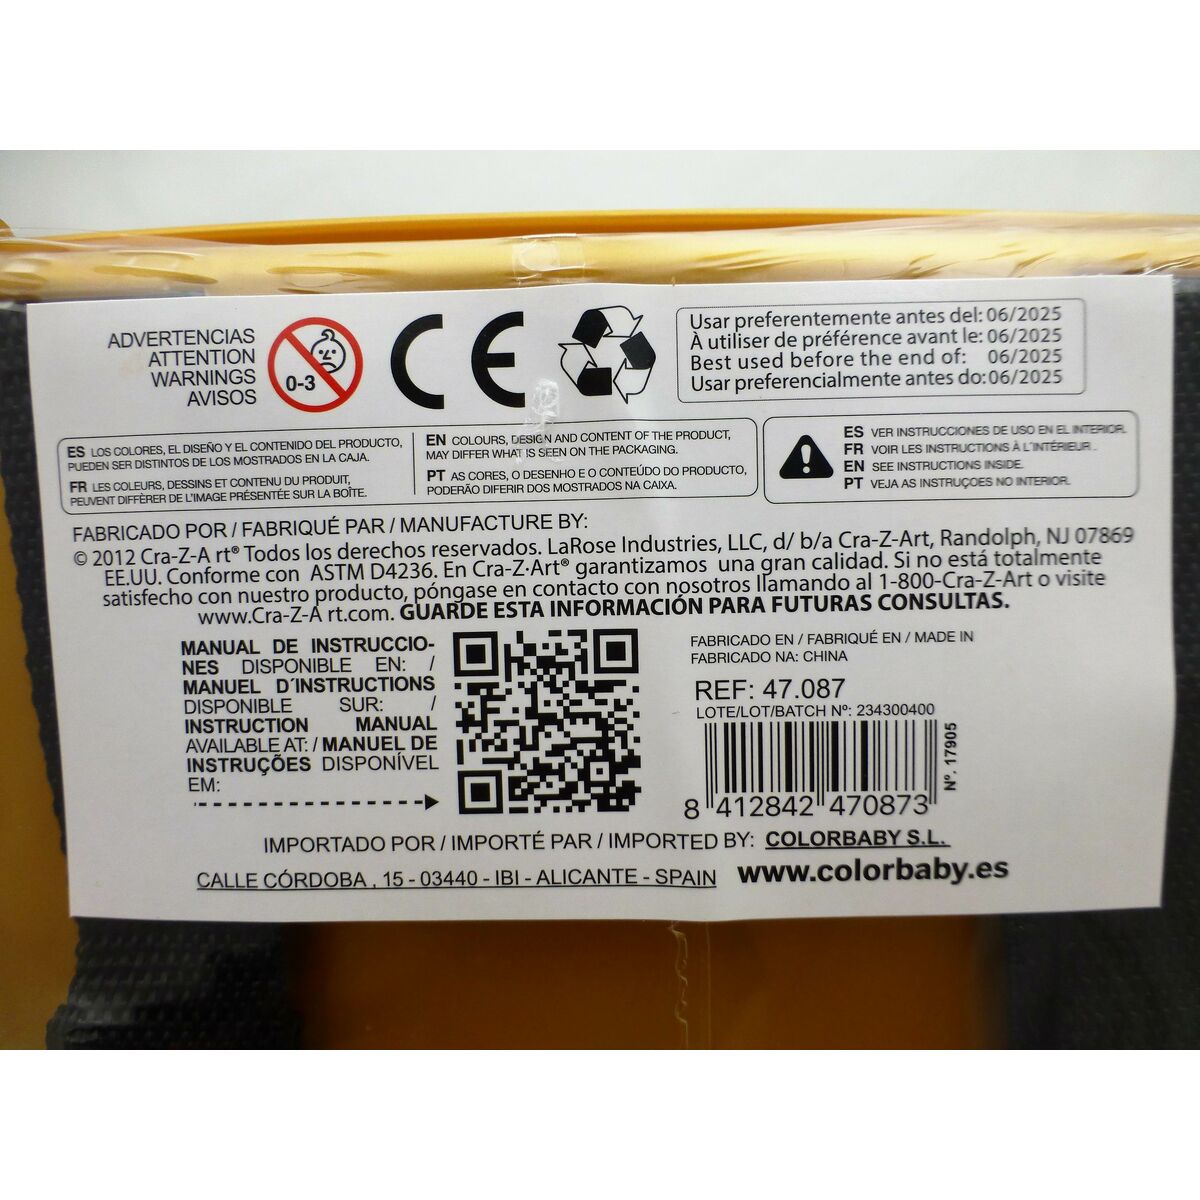 ADVERTENCIAS
ATTENTION
WARNINGS
AVISOS
0-3
CE
Usar preferentemente antes del: 06/2025
À utiliser de préférence avant le: 06/2025
Best used before the end of: 06/2025
Usar preferencialmente antes do: 06/2025
ES LOS COLORES, EL DISEÑO Y EL CONTENIDO DEL PRODUCTO,
PUEDEN SER DISTINTOS DE LOS MOSTRADOS EN LA CAJA.
FR LES COLEURS, DESSINS ET CONTENU DU PRODUIT,
PEUVENT DIFFÈRER DE L'IMAGE PRÉSENTÉE SUR LA BOÎTE.
EN COLOURS, DESIGN AND CONTENT OF THE PRODUCT,
MAY DIFFER WHAT IS SEEN ON THE PACKAGING.
PT AS CORES, O DESENHO E O CONTEÚDO DO PRODUCTO,
PODERÃO DIFERIR DOS MOSTRADOS NA CAIXA.
ES VER INSTRUCCIONES DE USO EN EL INTERIOR.
FR VOIR LES INSTRUCTIONS À L´INTÉRIEUR.
EN SEE INSTRUCTIONS INSIDE.
PT VEJA AS INSTRUÇOES NO INTERIOR.
FABRICADO POR / FABRIQUÉ PAR / MANUFACTURE BY:
© 2012 Cra-Z-A rt® Todos los derechos reservados. LaRose Industries, LLC, d/ b/a Cra-Z-Art, Randolph, NJ 07869
EE.UU. Conforme con ASTM D4236. En Cra-Z-Art® garantizamos una gran calidad. Si no está totalmente
satisfecho con nuestro producto, póngase en contacto con nosotros llamando al 1-800-Cra-Z-Art o visite
www.Cra-Z-A rt.com. GUARDE ESTA INFORMACIÓN PARA FUTURAS CONSULTAS.
MANUAL DE INSTRUCCIO-
NES DISPONIBLE EN: /
MANUEL D´INSTRUCTIONS
DISPONIBLE SUR: /
INSTRUCTION MANUAL
AVAILABLE AT: / MANUEL DE
INSTRUÇÕES DISPONÍVEL
EM:
FABRICADO EN / FABRIQUÉ EN / MADE IN
FABRICADO NA: CHINA
REF: 47.087
LOTE/LOT/BATCH Nº: 234300400
8 412842 470873
Nº. 17905
IMPORTADO POR / IMPORTÉ PAR / IMPORTED BY: COLORBABY S.L.
CALLE CÓRDOBA , 15 - 03440 - IBI - ALICANTE - SPAIN www.colorbaby.es